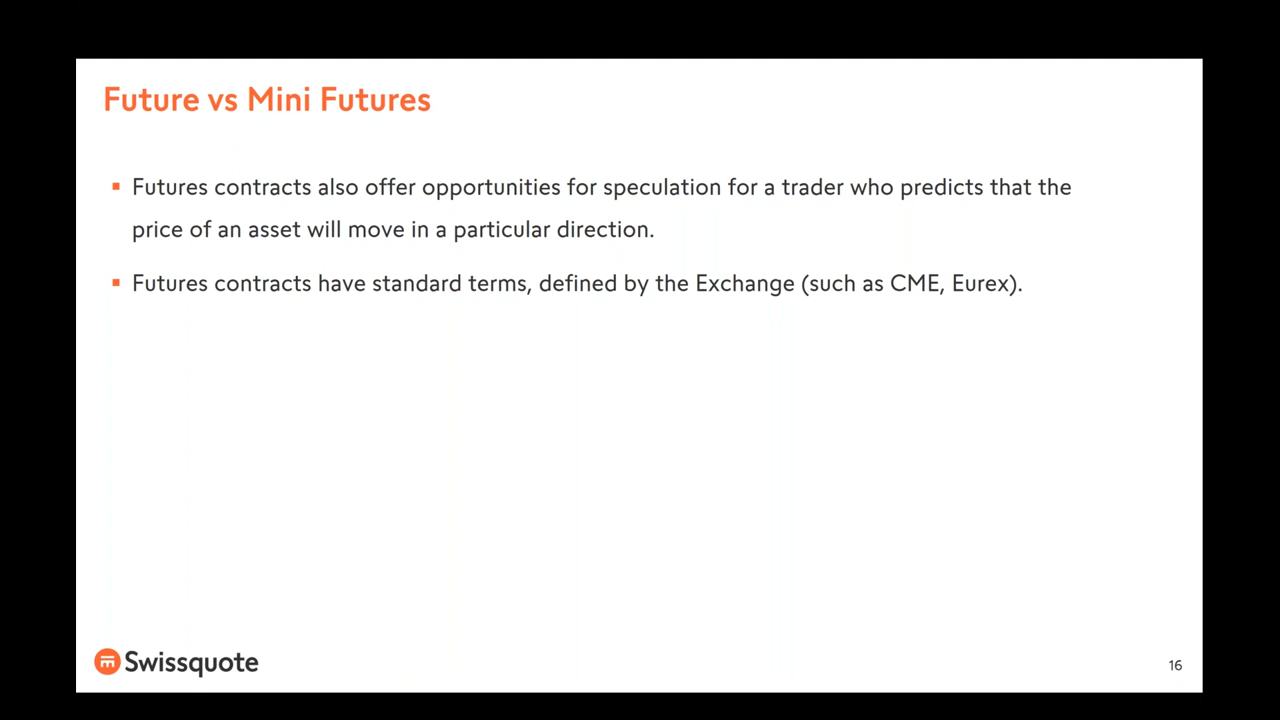 Future vs Mini Futures
Futures contracts also offer opportunities for speculation for a trader who predicts that the
price of an asset will move in a particular direction.
Futures contracts have standard terms, defined by the Exchange (such as CME, Eurex).
Swissquote
16